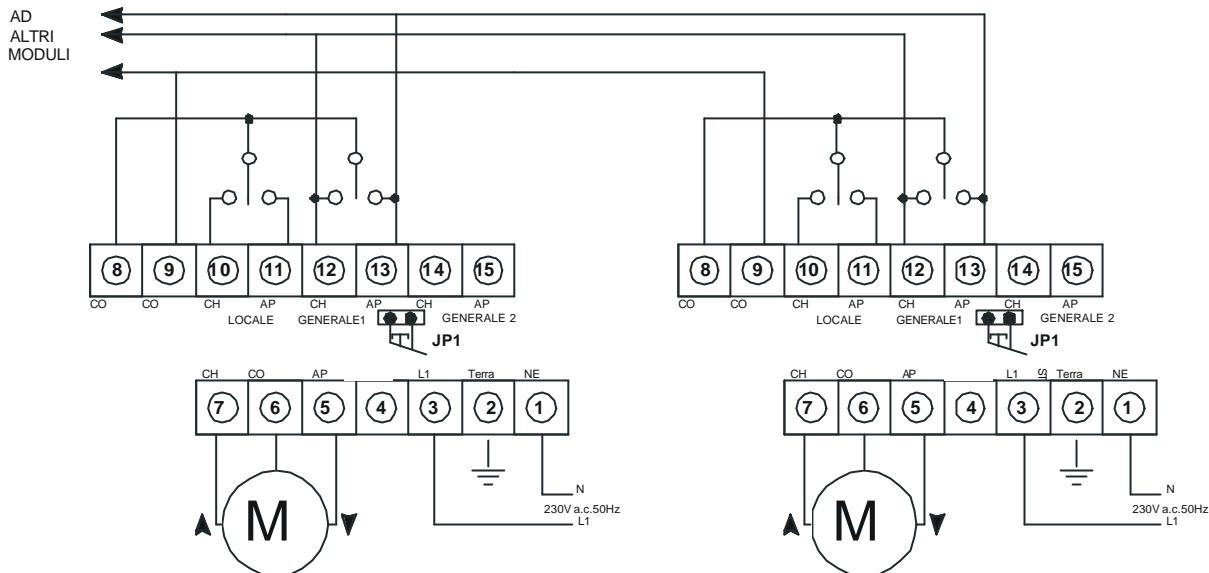 AD
ALTRI
MODULI
8 9 10 11 12 13 14 15
CO CO CH AP CH AP CH AP
LOCALE GENERALE1 GENERALE 2
JP1
CH CO AP L1 Terra NE
7 6 5 4 3 2 1
M
N
230V a.c.50Hz
L1
8 9 10 11 12 13 14 15
CO CO CH AP CH AP CH AP
LOCALE GENERALE1 GENERALE 2
JP1
CH CO AP L1 ST Terra NE
7 6 5 4 3 2 1
M
N
230V a.c.50Hz
L1